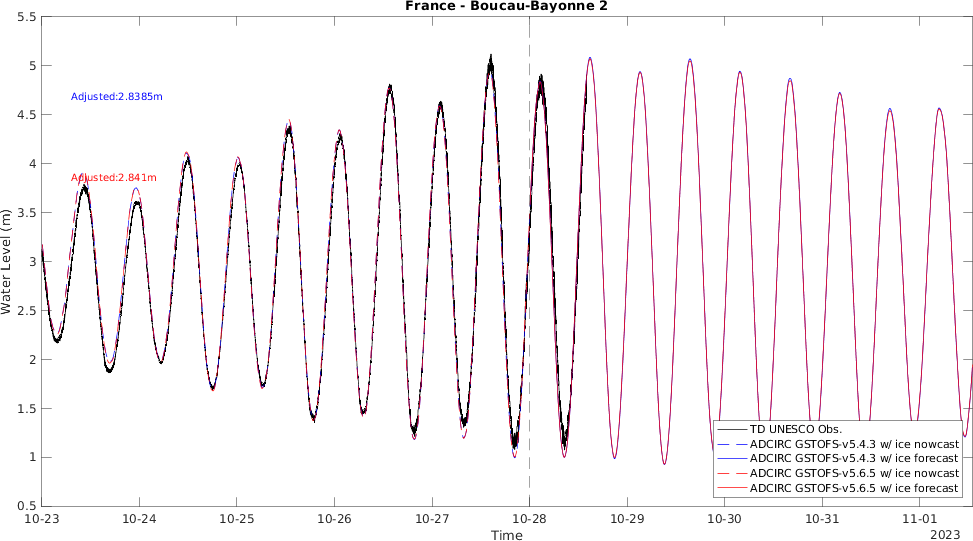 France - Boucau-Bayonne 2
5.5
5
4.5
4
3.5
3
2.5
2
1.5
1
0.5
Water Level (m)
Adjusted:2.8385m
Adjusted:2.841m
TD UNESCO Obs.
ADCIRC GSTOFS-v5.4.3 w/ ice nowcast
ADCIRC GSTOFS-v5.4.3 w/ ice forecast
ADCIRC GSTOFS-v5.6.5 w/ ice nowcast
ADCIRC GSTOFS-v5.6.5 w/ ice forecast
10-23 10-24 10-25 10-26 10-27 10-28 10-29 10-30 10-31 11-01
Time
2023